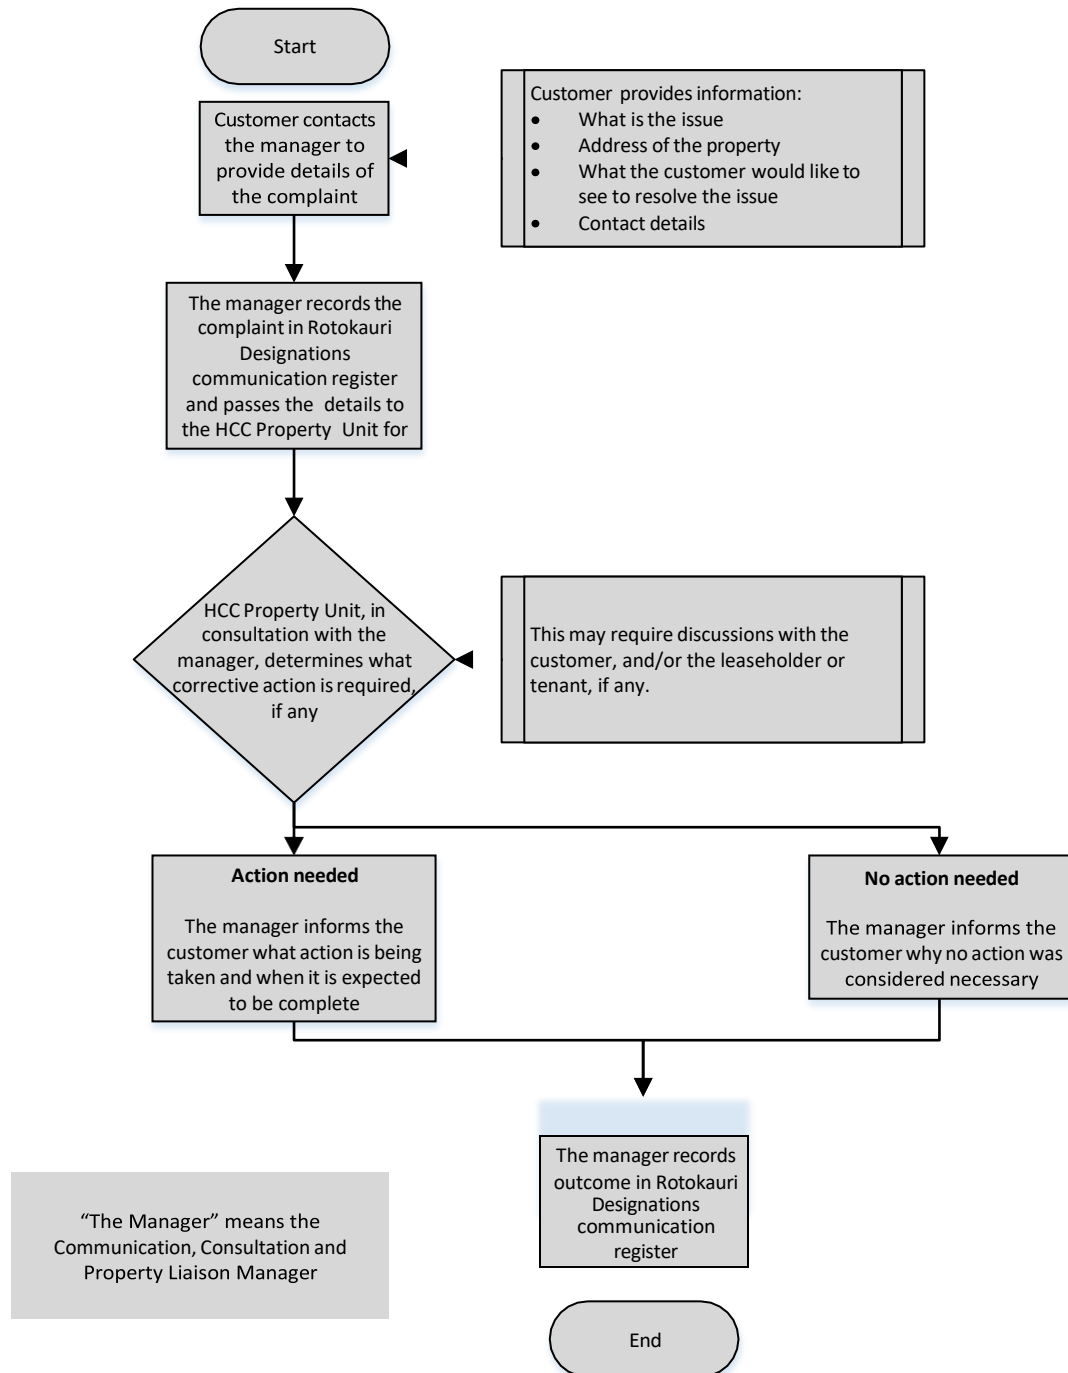 Start
Customer contacts
the manager to
provide details of
the complaint
Customer provides information:
• What is the issue
• Address of the property
• What the customer would like to
see to resolve the issue
• Contact details
The manager records the
complaint in Rotokauri
Designations
communication register
and passes the details to
the HCC Property Unit for
HCC Property Unit, in
consultation with the
manager, determines what
corrective action is required,
if any
This may require discussions with the
customer, and/or the leaseholder or
tenant, if any.
Action needed
The manager informs the
customer what action is being
taken and when it is expected
to be complete
No action needed
The manager informs the
customer why no action was
considered necessary
The manager records
outcome in Rotokauri
Designations
communication
register
“The Manager” means the
Communication, Consultation and
Property Liaison Manager
End